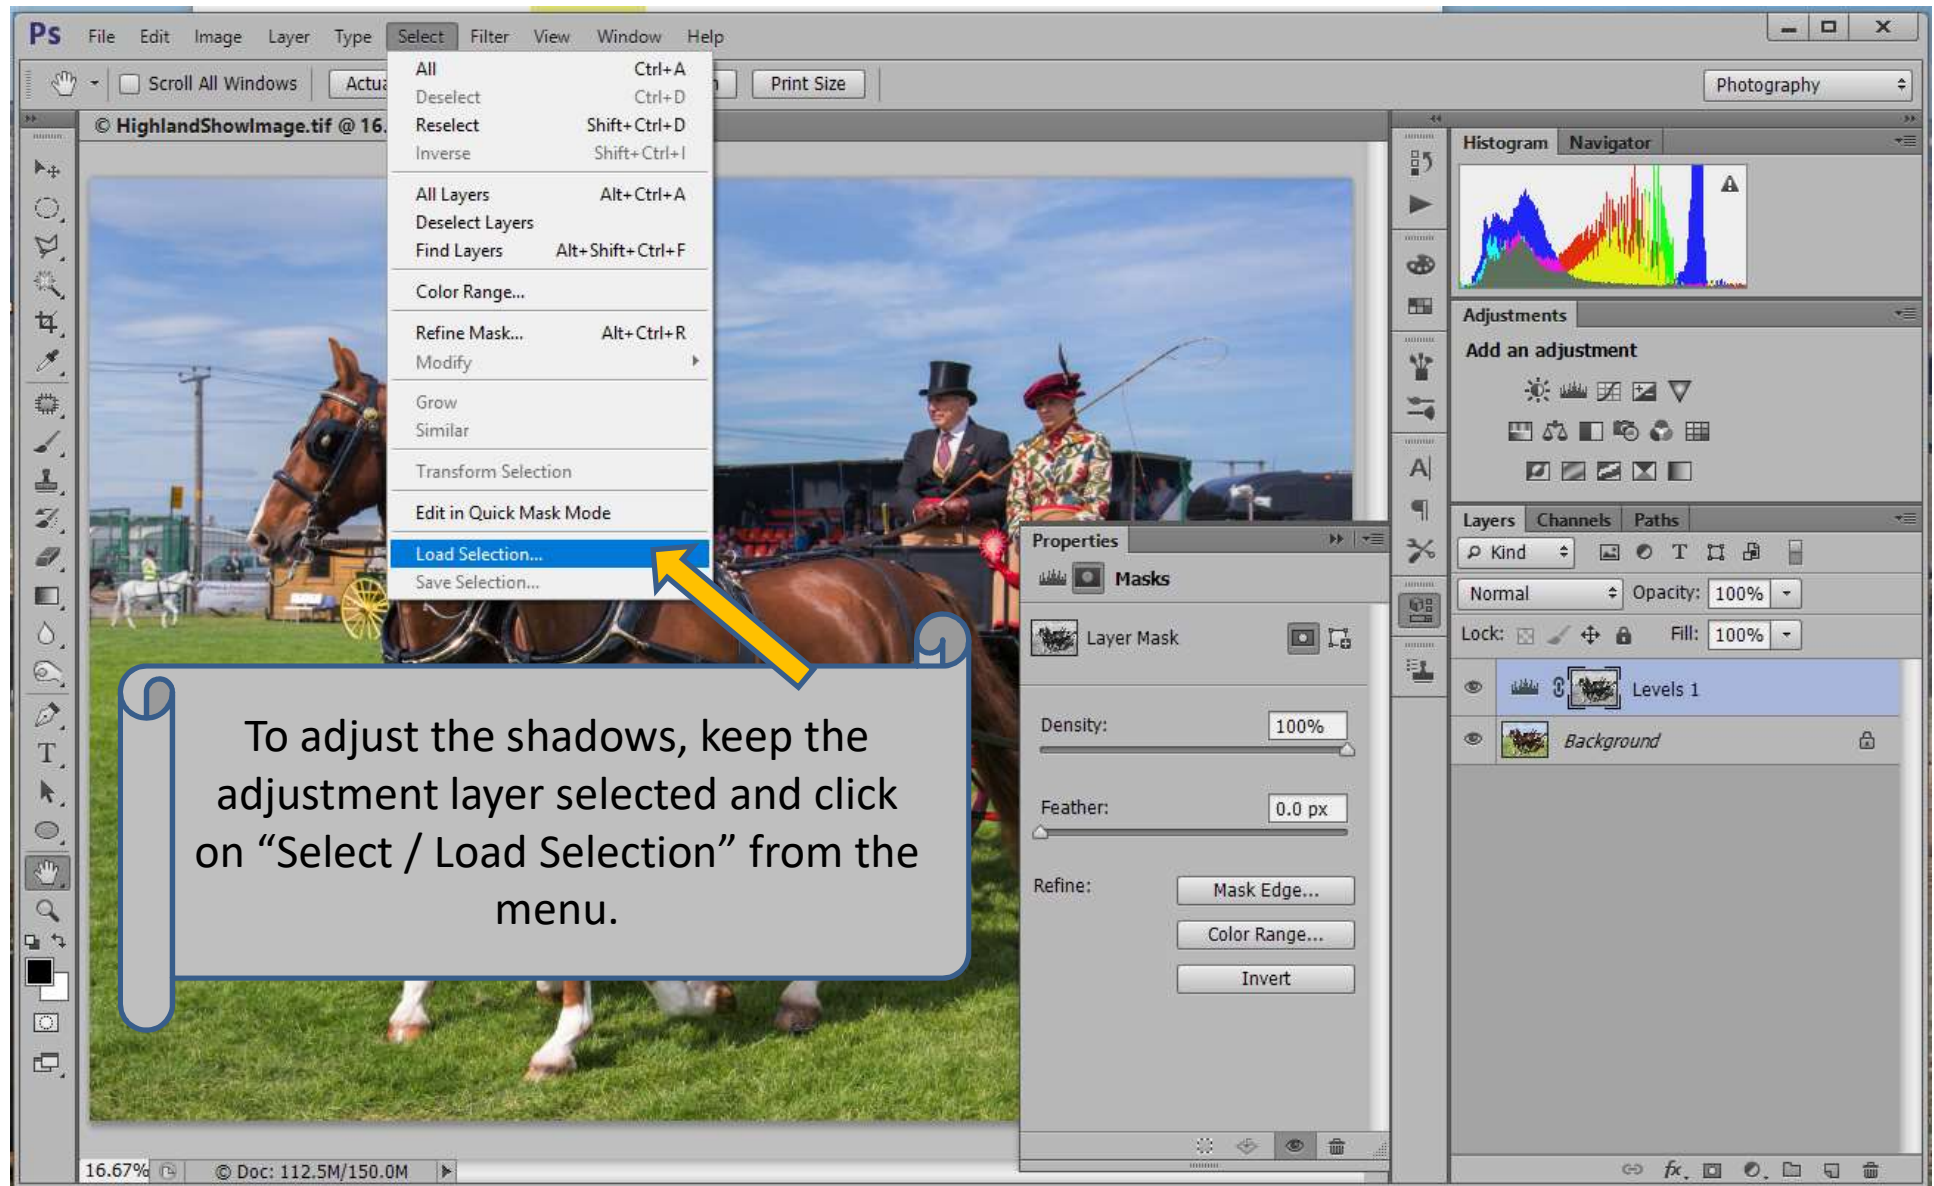 Ps File Edit Image Layer Type Select Filter View Window Help
Scroll All Windows
Print Size
Photography
© HighlandShowImage.tif @ 16.
All Ctrl+A
Deselect Ctrl+D
Reselect Shift+Ctrl+D
Inverse Shift+Ctrl+I
All Layers Alt+Ctrl+A
Deselect Layers
Find Layers Alt+Shift+Ctrl+F
Color Range...
Refine Mask... Alt+Ctrl+R
Modify
Grow
Similar
Transform Selection
Edit in Quick Mask Mode
Load Selection...
Save Selection...
To adjust the shadows, keep the
adjustment layer selected and click
on “Select / Load Selection” from the
menu.
Properties
Masks
Layer Mask
Density: 100%
Feather: 0.0 px
Refine: Mask Edge...
Color Range...
Invert
Histogram Navigator
Adjustments
Add an adjustment
Layers Channels Paths
Kind
Normal Opacity: 100%
Lock: Fill: 100%
Levels 1
Background
16.67% © Doc: 112.5M/150.0M
fx